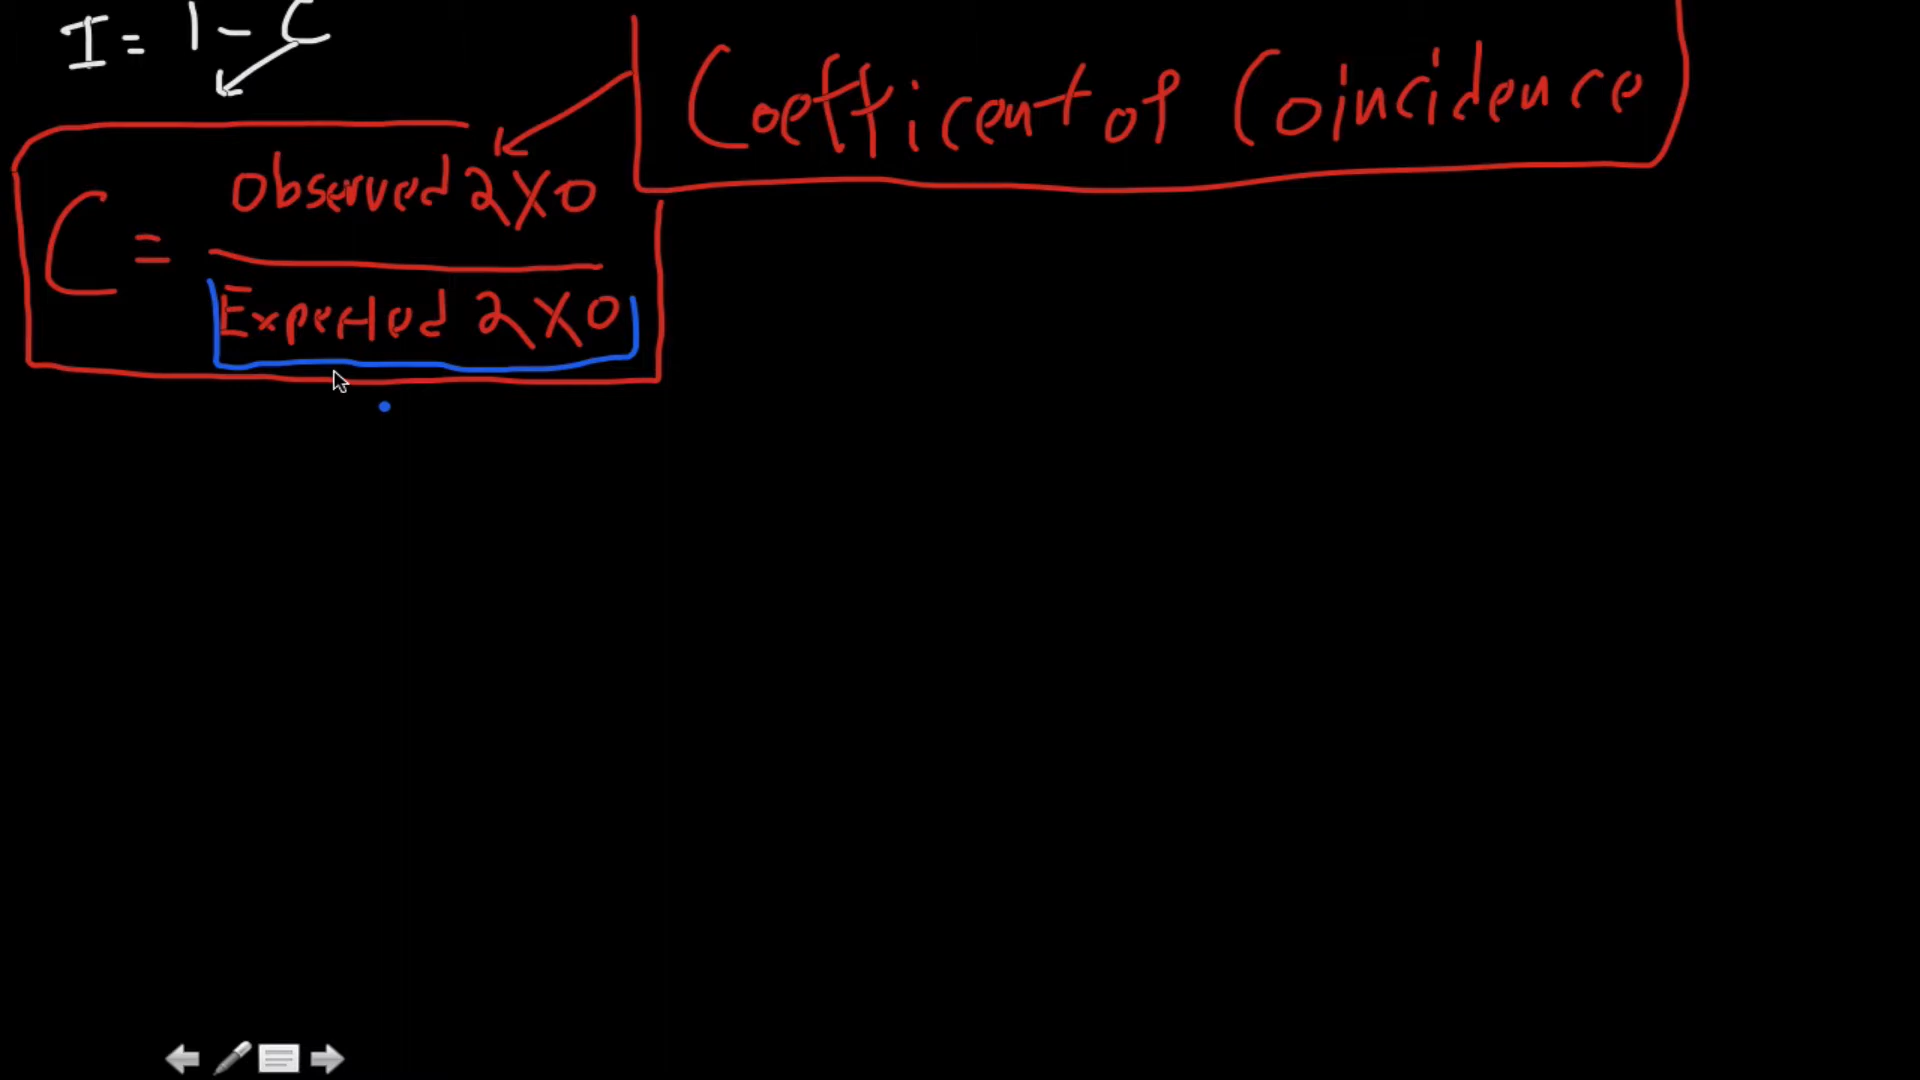 I = 1 - C
Coefficent of Coincidence
Observed 2XO
C =
Expected 2XO